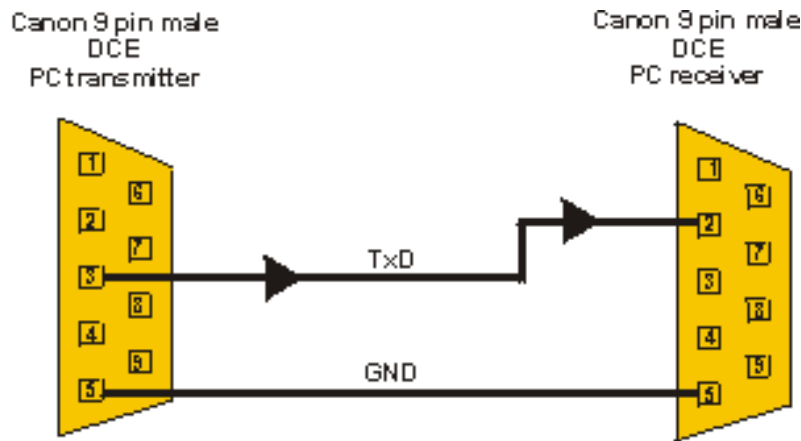 Canon 9 pin male
DCE
PC transmitter
Canon 9 pin male
DCE
PC receiver
1
6
2
7
3
8
4
9
5
TxD
GND
1
6
2
7
3
8
4
9
5